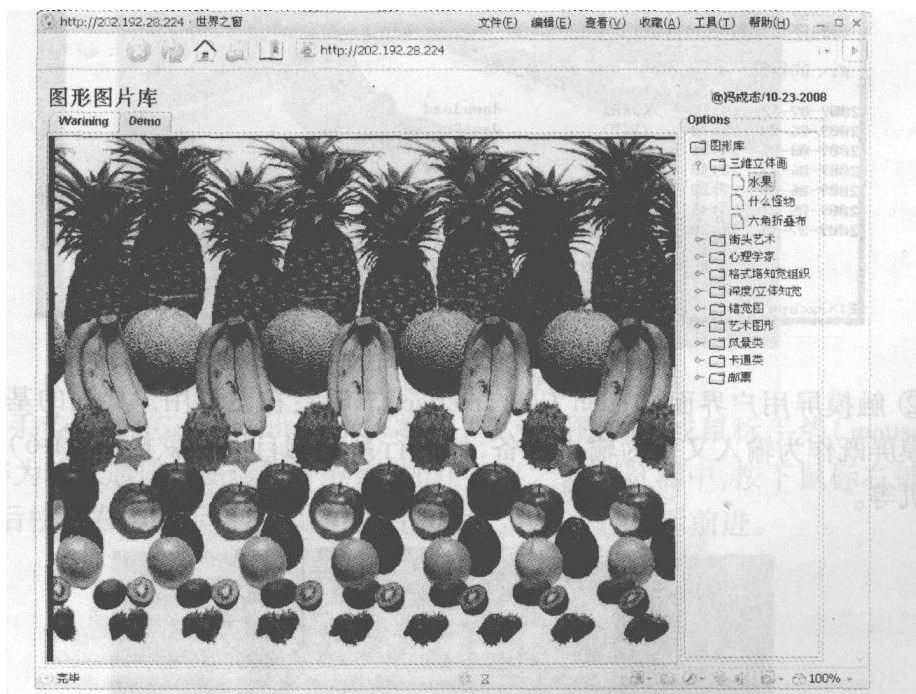 http://202.192.28.224 - 世界之窗
文件(F) 编辑(E) 查看(V) 收藏(A) 工具(T) 帮助(H)
http://202.192.28.224
图形图片库
@冯成志/10-23-2008
Warining Demo
Options
图形库
三维立体画
水果
什么怪物
六角折叠布
街头艺术
心理学家
格式塔知觉组织
深度/立体知觉
错觉图
艺术图形
风景类
卡通类
邮票
完毕
100%